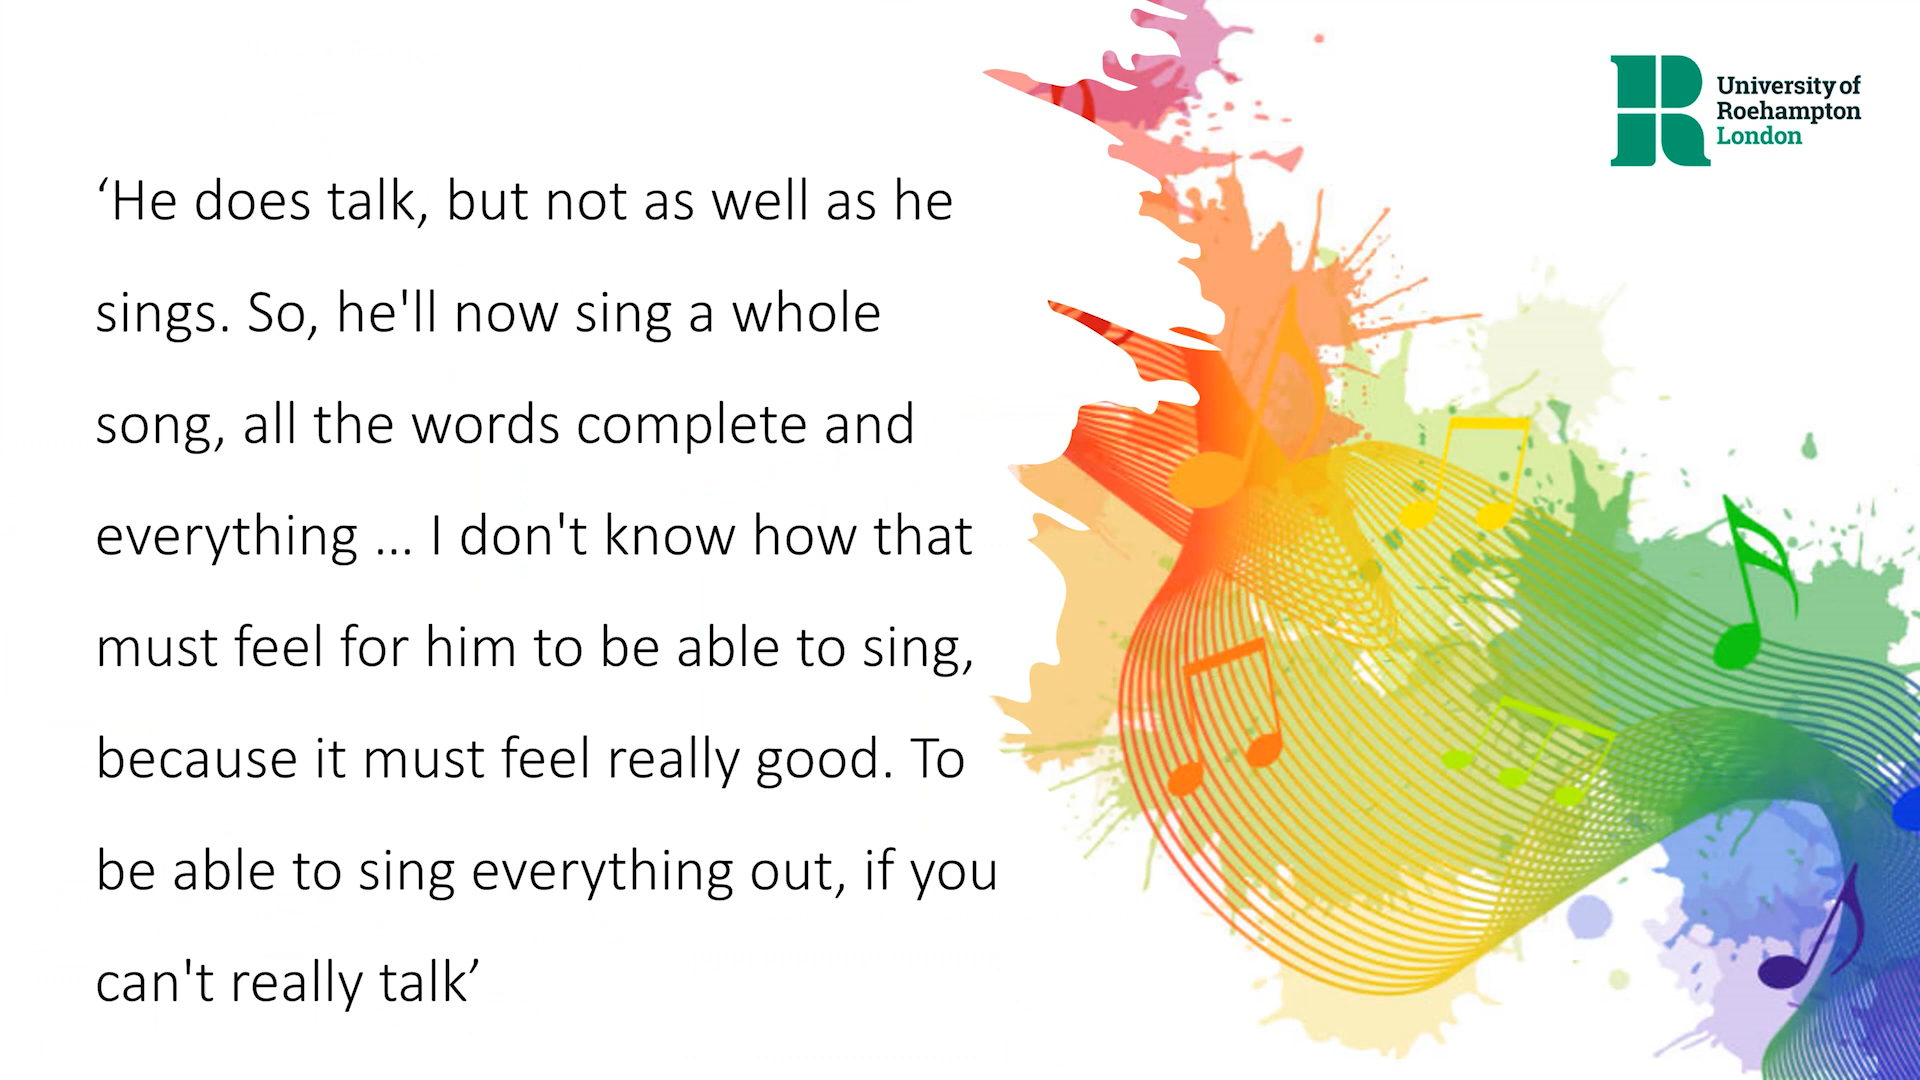 ‘He does talk, but not as well as he
sings. So, he'll now sing a whole
song, all the words complete and
everything ... I don't know how that
must feel for him to be able to sing,
because it must feel really good. To
be able to sing everything out, if you
can't really talk’
University of
Roehampton
London